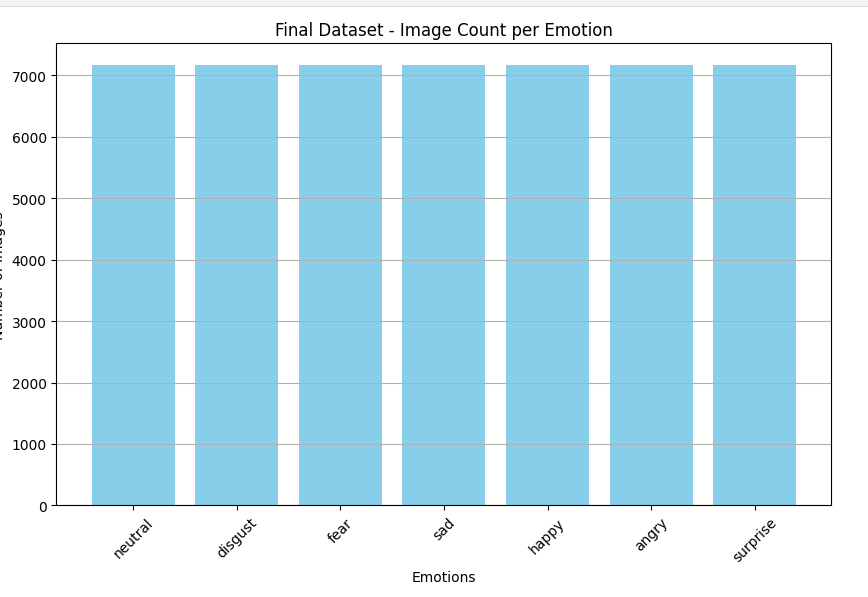 Final Dataset - Image Count per Emotion
7000
6000
5000
4000
3000
2000
1000
0
neutral
disgust
fear
sad
happy
angry
surprise
Emotions